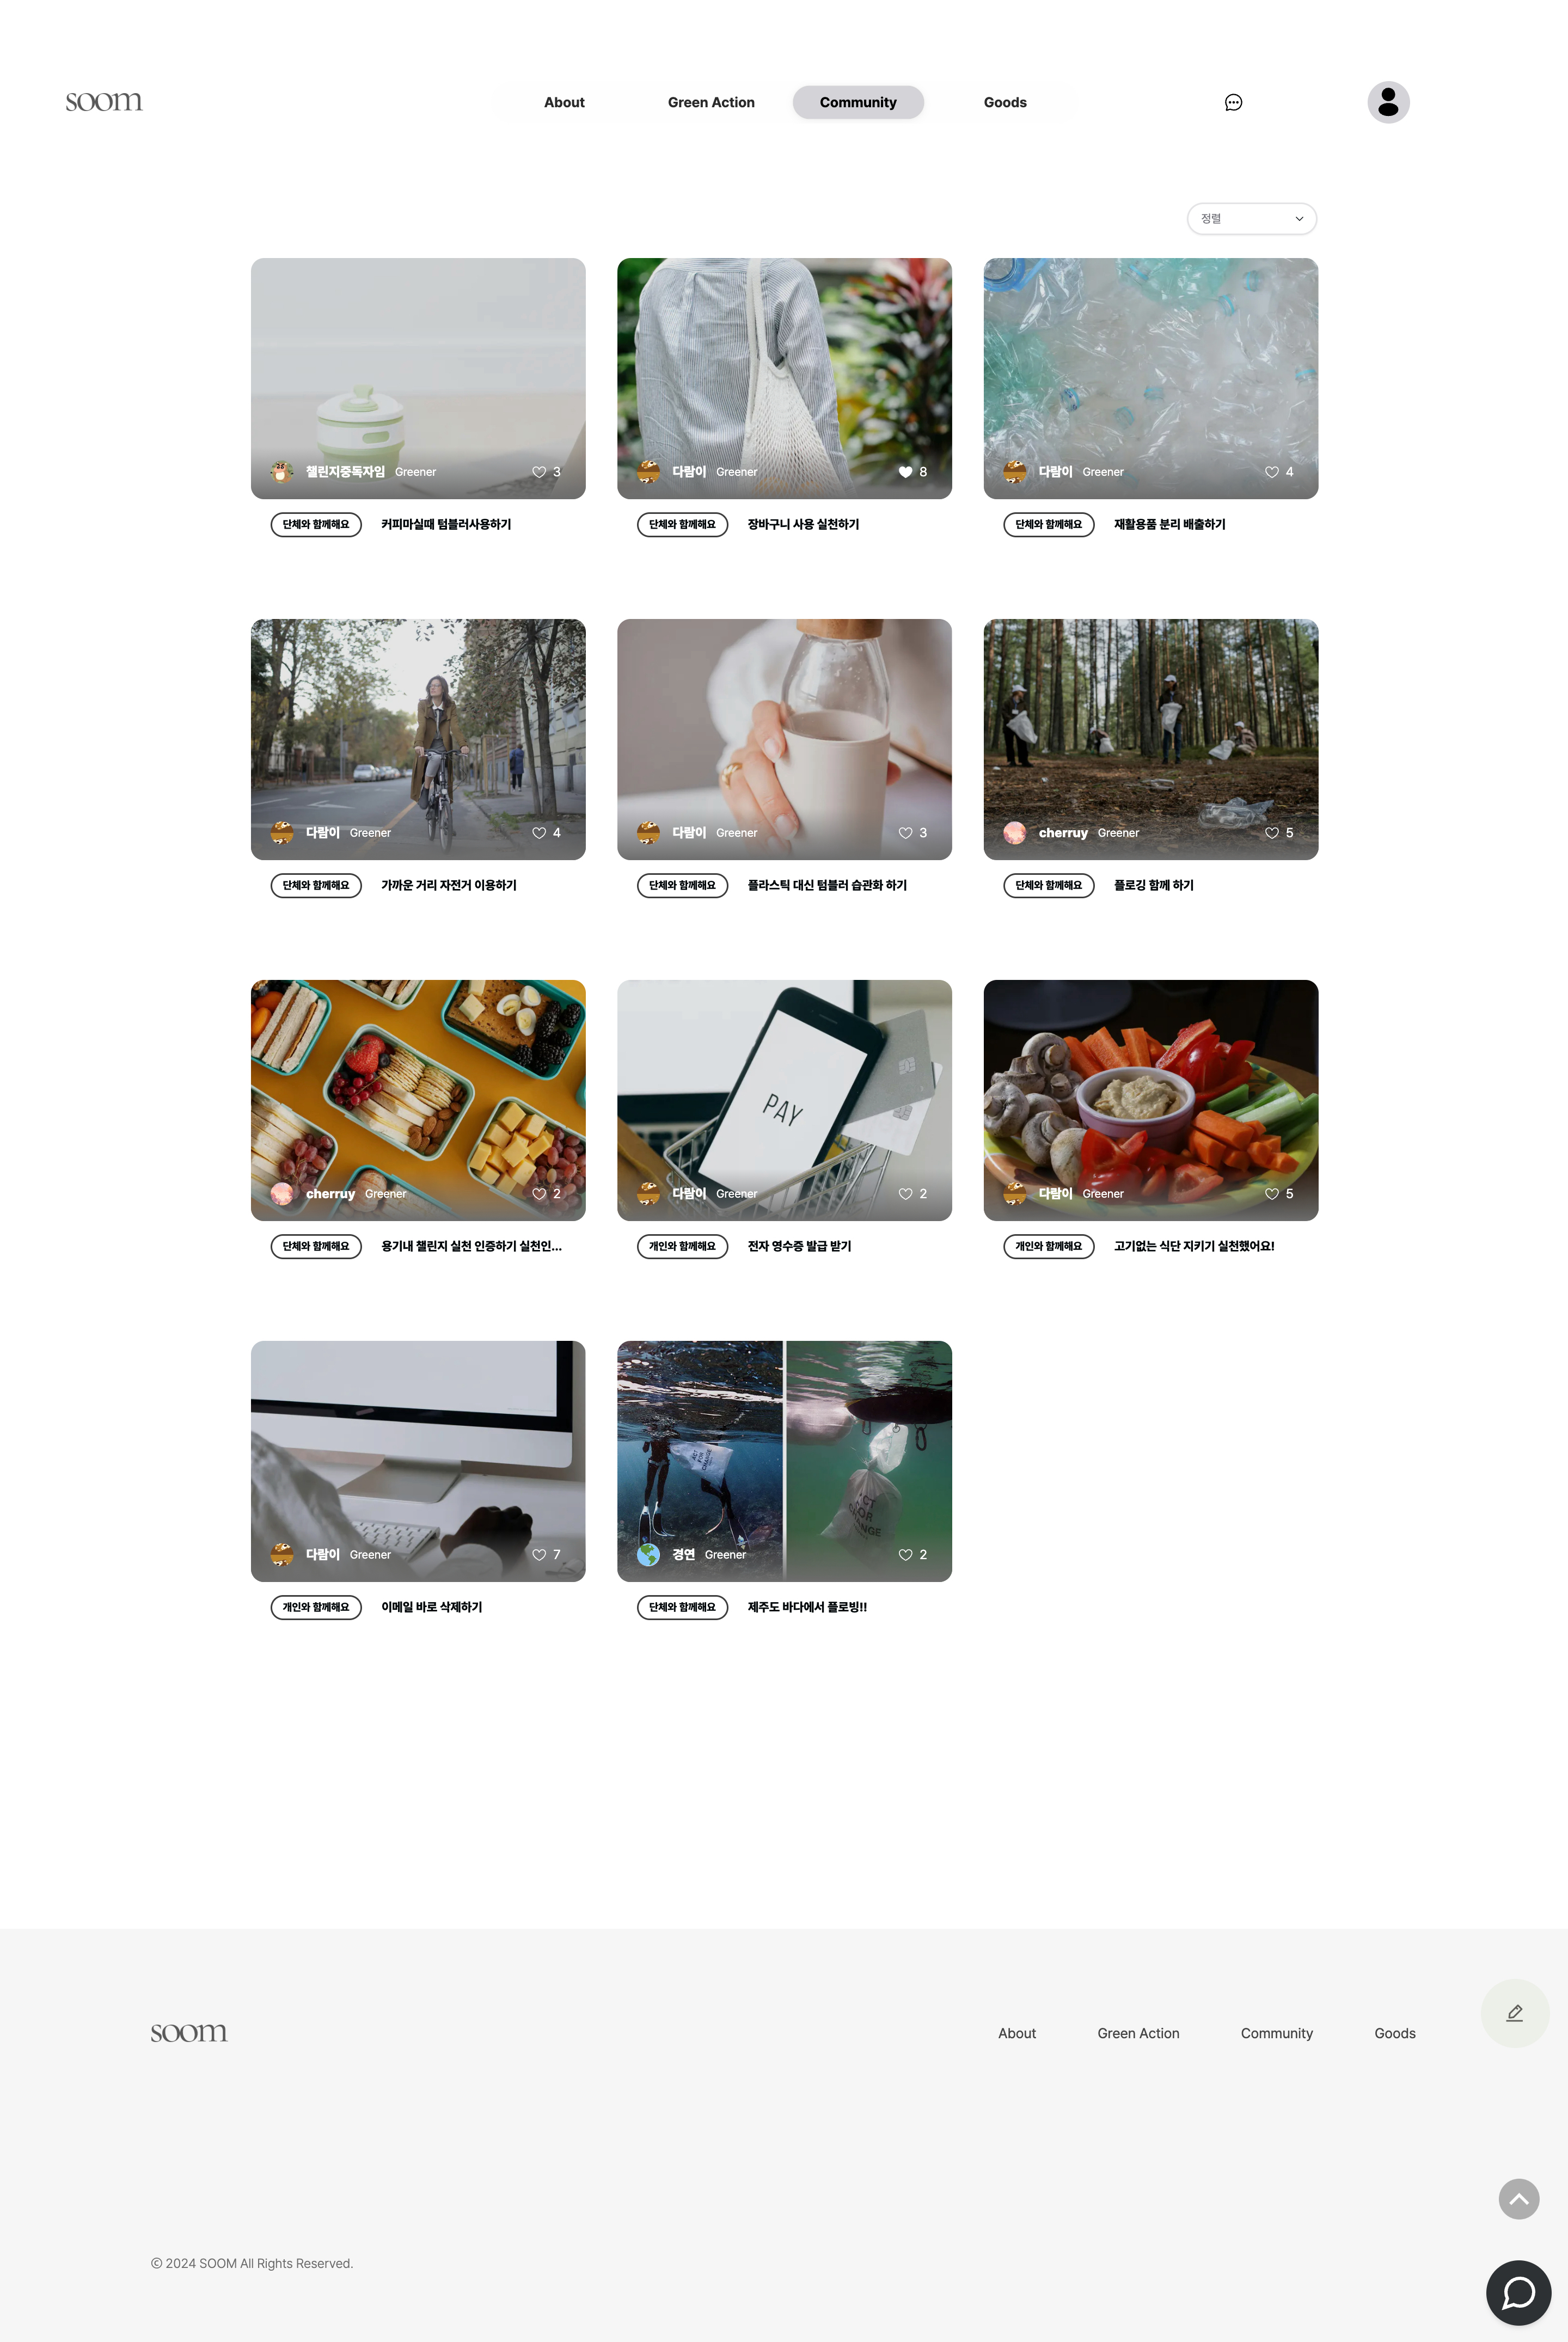 soom
About
Green Action
Community
Goods
정렬
챌린지중독자임 Greener 3
단체와 함께해요 커피마실때 텀블러사용하기
다람이 Greener 8
단체와 함께해요 장바구니 사용 실천하기
다람이 Greener 4
단체와 함께해요 재활용품 분리 배출하기
다람이 Greener 4
단체와 함께해요 가까운 거리 자전거 이용하기
다람이 Greener 3
단체와 함께해요 플라스틱 대신 텀블러 습관화 하기
cherruy Greener 5
단체와 함께해요 플로깅 함께 하기
cherruy Greener 2
단체와 함께해요 용기내 챌린지 실천 인증하기 실천인...
PAY
다람이 Greener 2
개인와 함께해요 전자 영수증 발급 받기
다람이 Greener 5
개인와 함께해요 고기없는 식단 지키기 실천했어요!
다람이 Greener 7
개인와 함께해요 이메일 바로 삭제하기
ACT
FOR
CHANGE
ACT
FOR
CHANGE
경연 Greener 2
단체와 함께해요 제주도 바다에서 플로빙!!
soom
About
Green Action
Community
Goods
© 2024 SOOM All Rights Reserved.